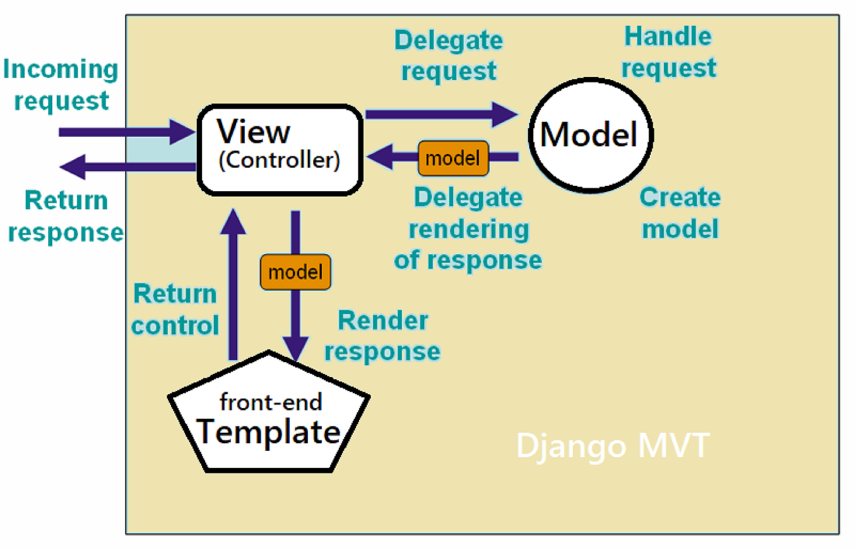 Incoming
request
Return
response
View
(Controller)
Delegate
request
Handle
request
Model
model
Delegate
rendering
of response
Create
model
model
Return
control
Render
response
front-end
Template
Django MVT